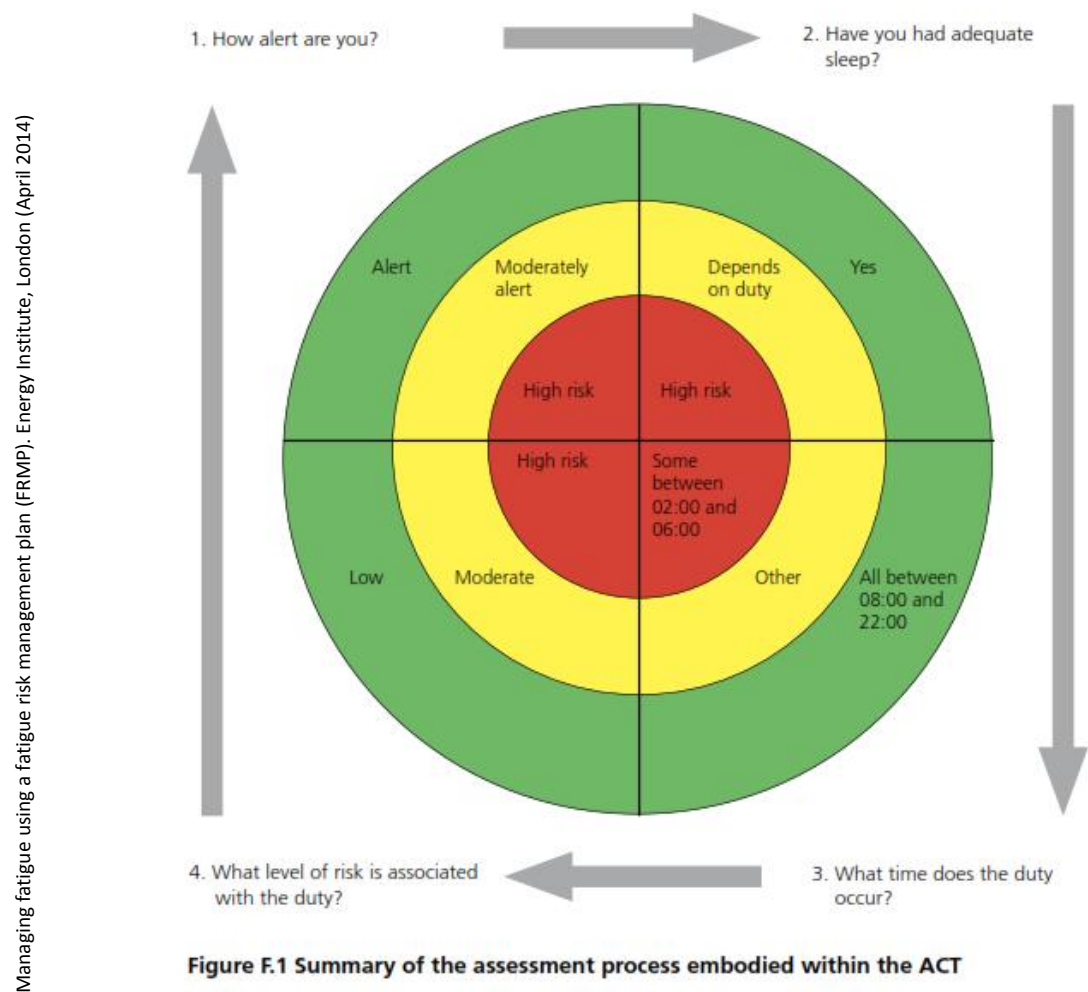 Managing fatigue using a fatigue risk management plan (FRMP). Energy Institute, London (April 2014)
1. How alert are you?
2. Have you had adequate
sleep?
Alert
Moderately
alert
Depends
on duty
Yes
High risk
High risk
High risk
Some
between
02:00 and
06:00
Low
Moderate
Other
All between
08:00 and
22:00
4. What level of risk is associated
with the duty?
3. What time does the duty
occur?
Figure F.1 Summary of the assessment process embodied within the ACT